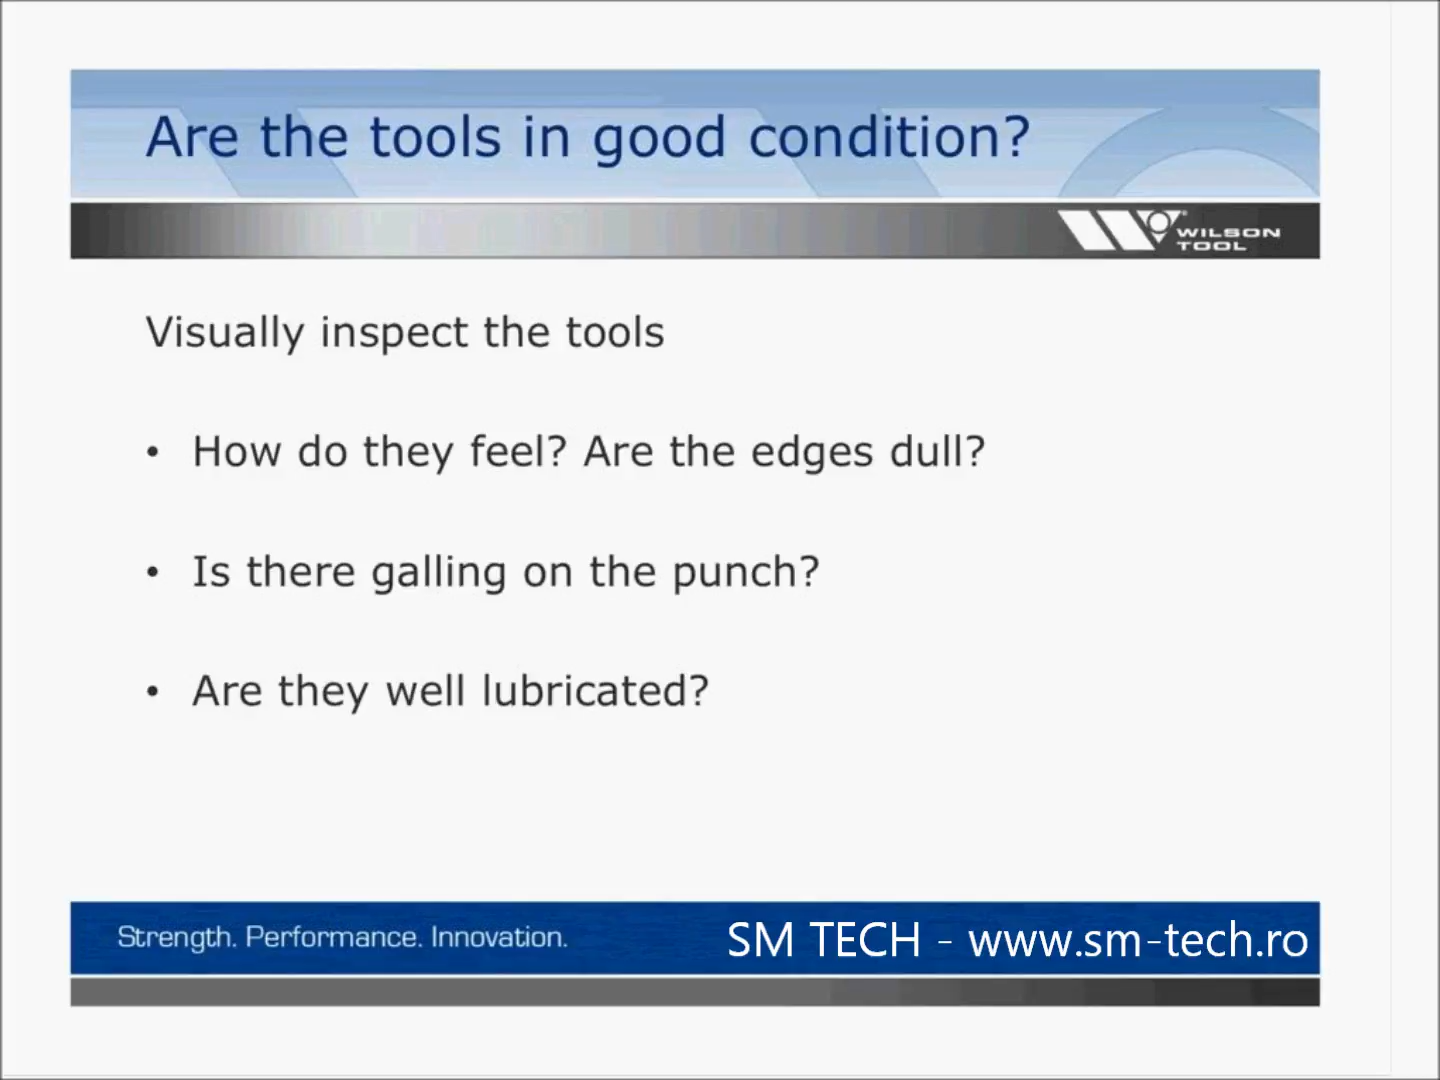 Are the tools in good condition?
WILSON
TOOL
Visually inspect the tools
• How do they feel? Are the edges dull?
• Is there galling on the punch?
• Are they well lubricated?
Strength. Performance. Innovation.
SM TECH - www.sm-tech.ro